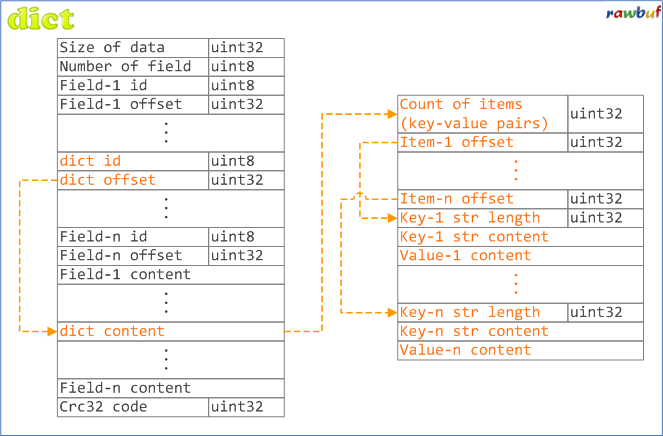 dict
rawbuf
Size of data uint32
Number of field uint8
Field-1 id uint8
Field-1 offset uint32
dict id uint8
dict offset uint32
Field-n id uint8
Field-n offset uint32
Field-1 content
dict content
Field-n content
Crc32 code uint32
Count of items
(key-value pairs) uint32
Item-1 offset uint32
Item-n offset uint32
Key-1 str length uint32
Key-1 str content
Value-1 content
Key-n str length uint32
Key-n str content
Value-n content